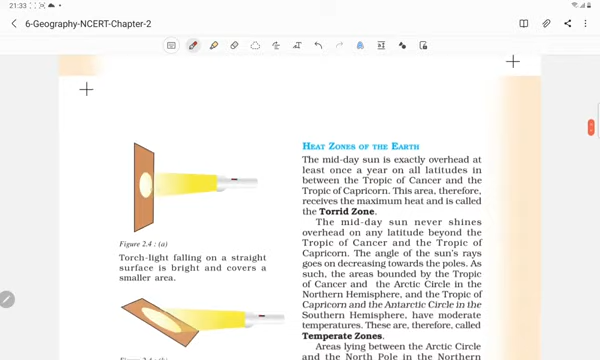 21:33
6-Geography-NCERT-Chapter-2
Figure 2.4 : (a)
Torch-light falling on a straight
surface is bright and covers a
smaller area.
HEAT ZONES OF THE EARTH
The mid-day sun is exactly overhead at
least once a year on all latitudes in
between the Tropic of Cancer and the
Tropic of Capricorn. This area, therefore,
receives the maximum heat and is called
the Torrid Zone.
The mid-day sun never shines
overhead on any latitude beyond the
Tropic of Cancer and the Tropic of
Capricorn. The angle of the sun's rays
goes on decreasing towards the poles. As
such, the areas bounded by the Tropic
of Cancer and the Arctic Circle in the
Northern Hemisphere, and the Tropic of
Capricorn and the Antarctic Circle in the
Southern Hemisphere, have moderate
temperatures. These are, therefore, called
Temperate Zones.
Areas lying between the Arctic Circle
and the North Pole in the Northern